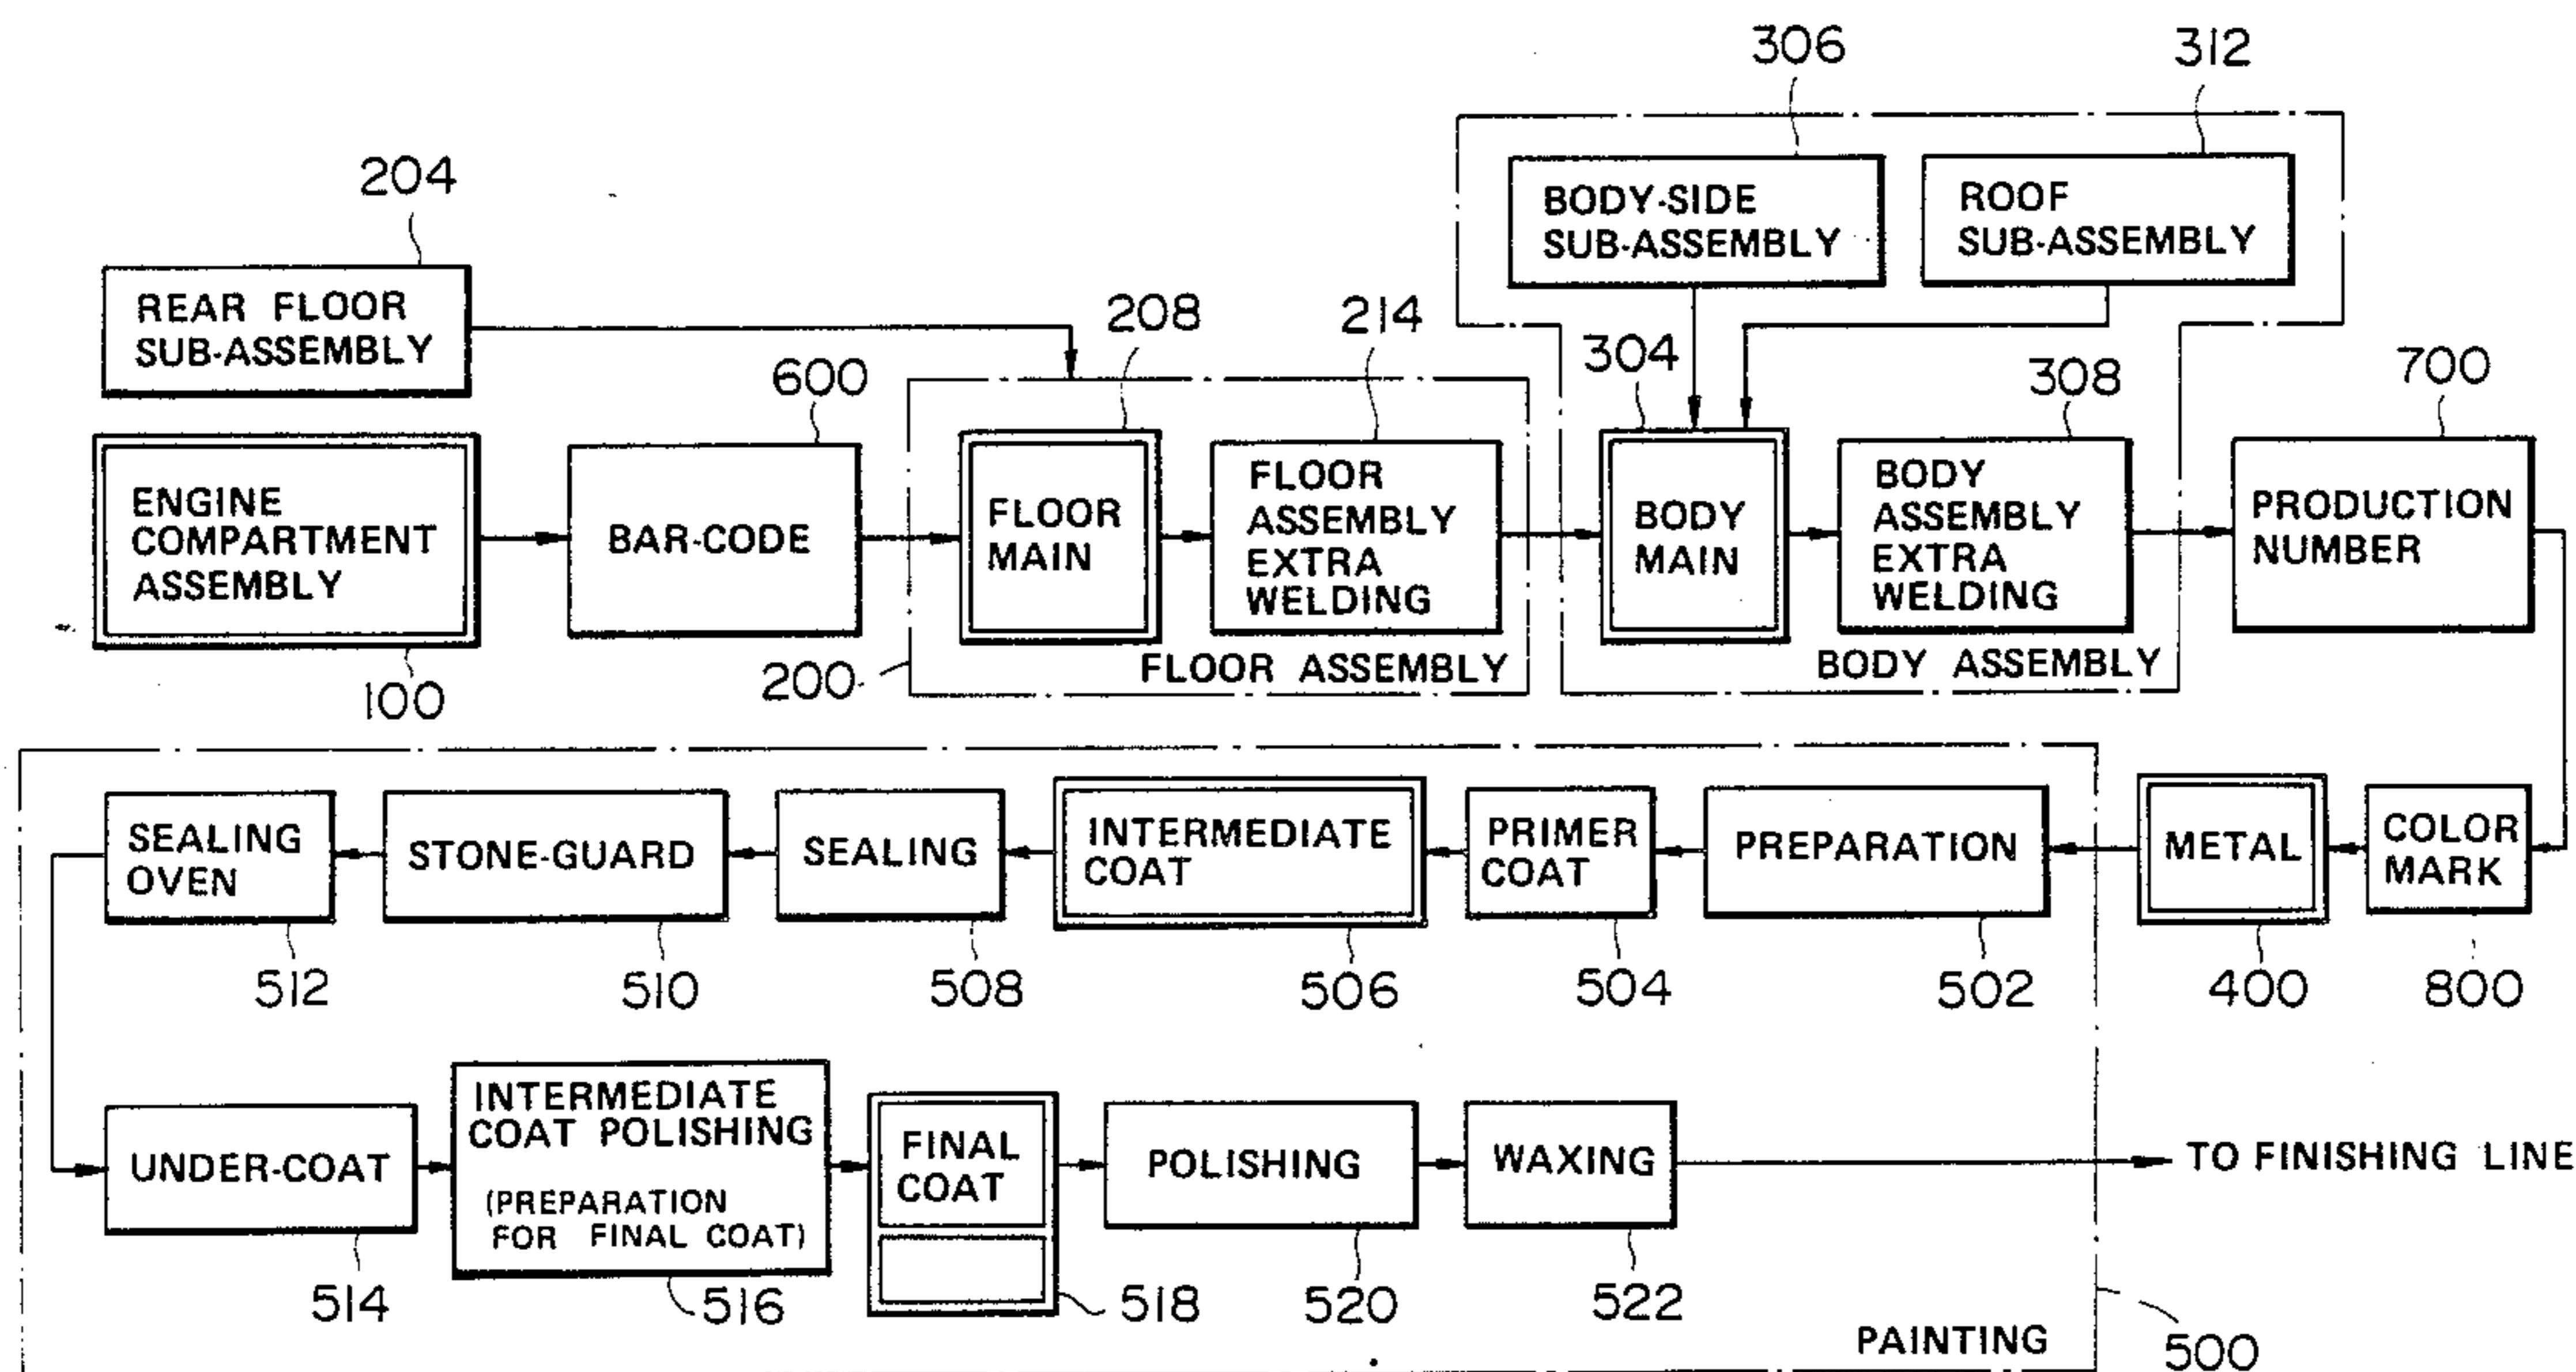 306
312
204
BODY-SIDE
SUB-ASSEMBLY
ROOF
SUB-ASSEMBLY
REAR FLOOR
SUB-ASSEMBLY
600
208
214
304
308
700
ENGINE
COMPARTMENT
ASSEMBLY
BAR-CODE
FLOOR
MAIN
FLOOR
ASSEMBLY
EXTRA
WELDING
BODY
MAIN
BODY
ASSEMBLY
EXTRA
WELDING
PRODUCTION
NUMBER
100
200
FLOOR ASSEMBLY
BODY ASSEMBLY
SEALING
OVEN
STONE-GUARD
SEALING
INTERMEDIATE
COAT
PRIMER
COAT
PREPARATION
METAL
COLOR
MARK
512
510
508
506
504
502
400
800
UNDER-COAT
INTERMEDIATE
COAT POLISHING
(PREPARATION
FOR FINAL COAT)
FINAL
COAT
POLISHING
WAXING
TO FINISHING LINE
514
516
518
520
522
PAINTING
500